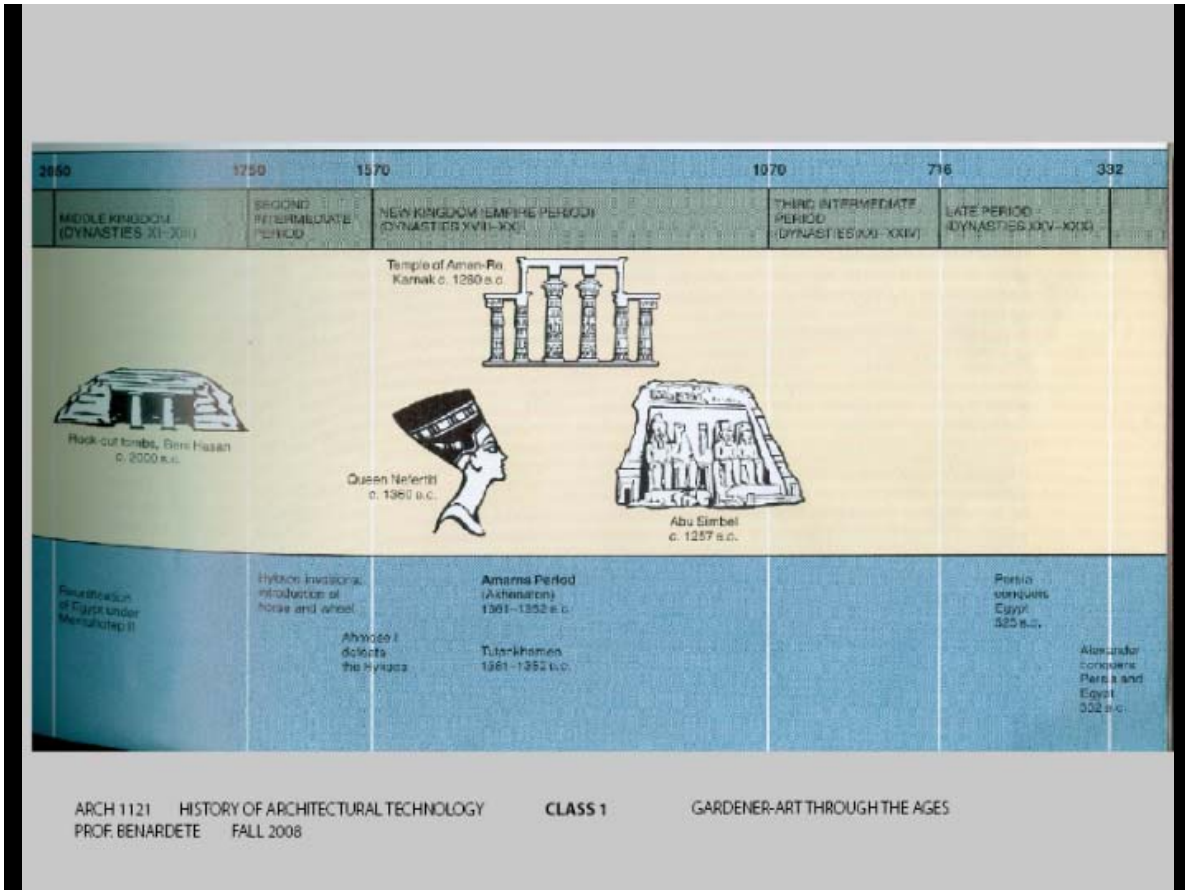 2050 1750 1570 1070 716 332
MIDDLE KINGDOM
(DYNASTIES XI–XIII)
SECOND
INTERMEDIATE
PERIOD
NEW KINGDOM (EMPIRE PERIOD)
(DYNASTIES XVIII–XX)
THIRD INTERMEDIATE
PERIOD
(DYNASTIES XXI–XXIV)
LATE PERIOD
(DYNASTIES XXV–XXX)
Temple of Amen-Re,
Karnak c. 1280 B.C.
Rock-cut tombs, Beni Hasan
c. 2000 B.C.
Queen Nefertiti
c. 1360 B.C.
Abu Simbel
c. 1257 B.C.
Reunification
of Egypt under
Mentuhotep II
Hyksos invasions:
introduction of
horse and wheel
Ahmose I
defeats
the Hyksos
Amarna Period
(Akhenaton)
Tutankhamen
1361–1352 B.C.
Persia
conquers
Egypt
525 B.C.
Alexander
conquers
Persia and
Egypt
332 B.C.
ARCH 1121 HISTORY OF ARCHITECTURAL TECHNOLOGY CLASS 1 GARDENER-ART THROUGH THE AGES
PROF. BENARDETE FALL 2008